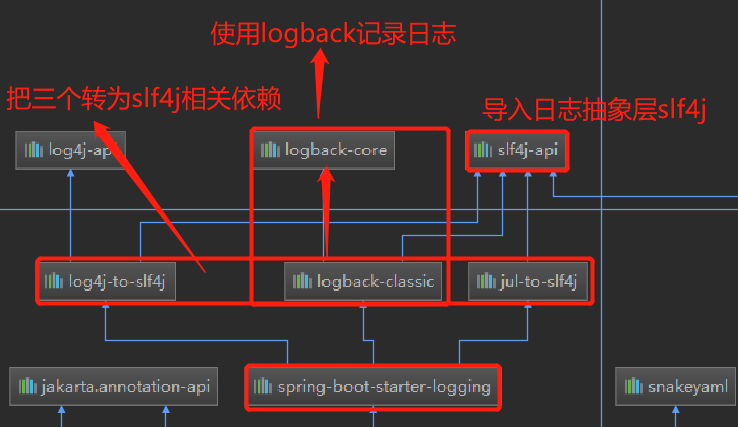 使用logback记录日志
把三个转为slf4j相关依赖
导入日志抽象层slf4j
log4j-api
logback-core
slf4j-api
log4j-to-slf4j
logback-classic
jul-to-slf4j
jakarta.annotation-api
spring-boot-starter-logging
snakeyaml